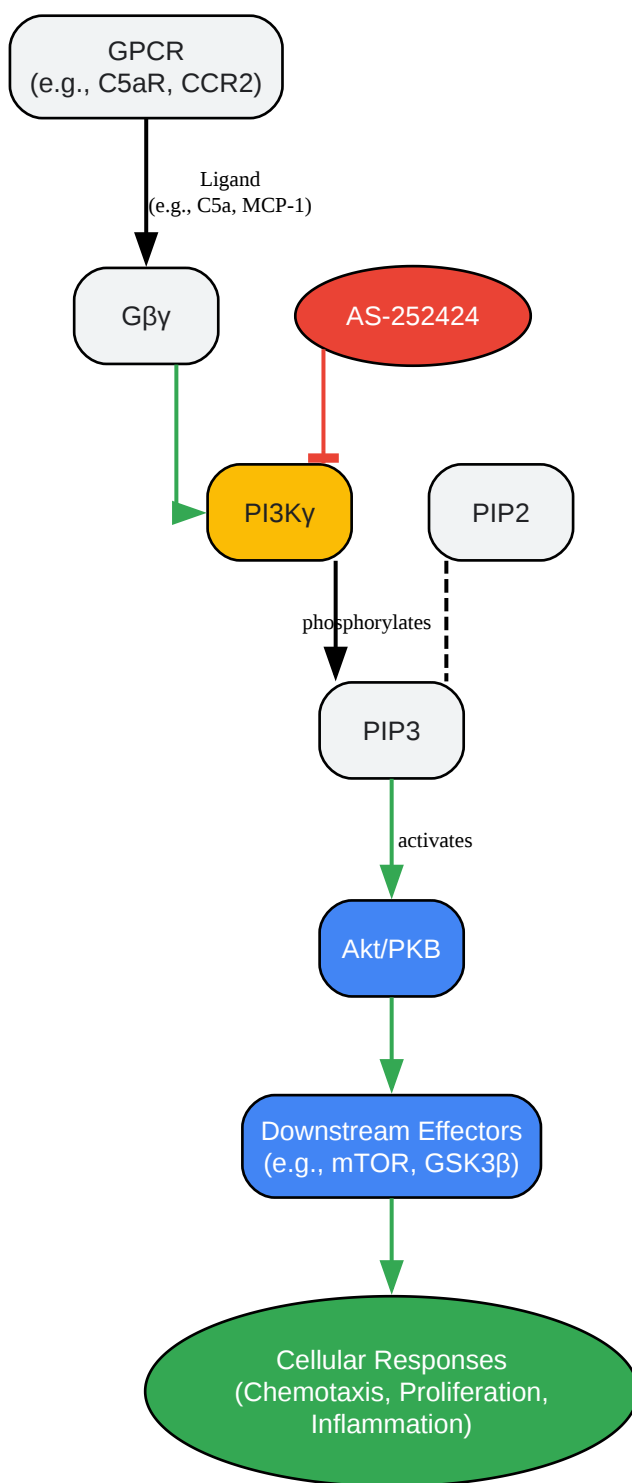 GPCR
(e.g., C5aR, CCR2)
Ligand
(e.g., C5a, MCP-1)
Gβγ
AS-252424
PI3Kγ
PIP2
phosphorylates
PIP3
activates
Akt/PKB
Downstream Effectors
(e.g., mTOR, GSK3β)
Cellular Responses
(Chemotaxis, Proliferation,
Inflammation)